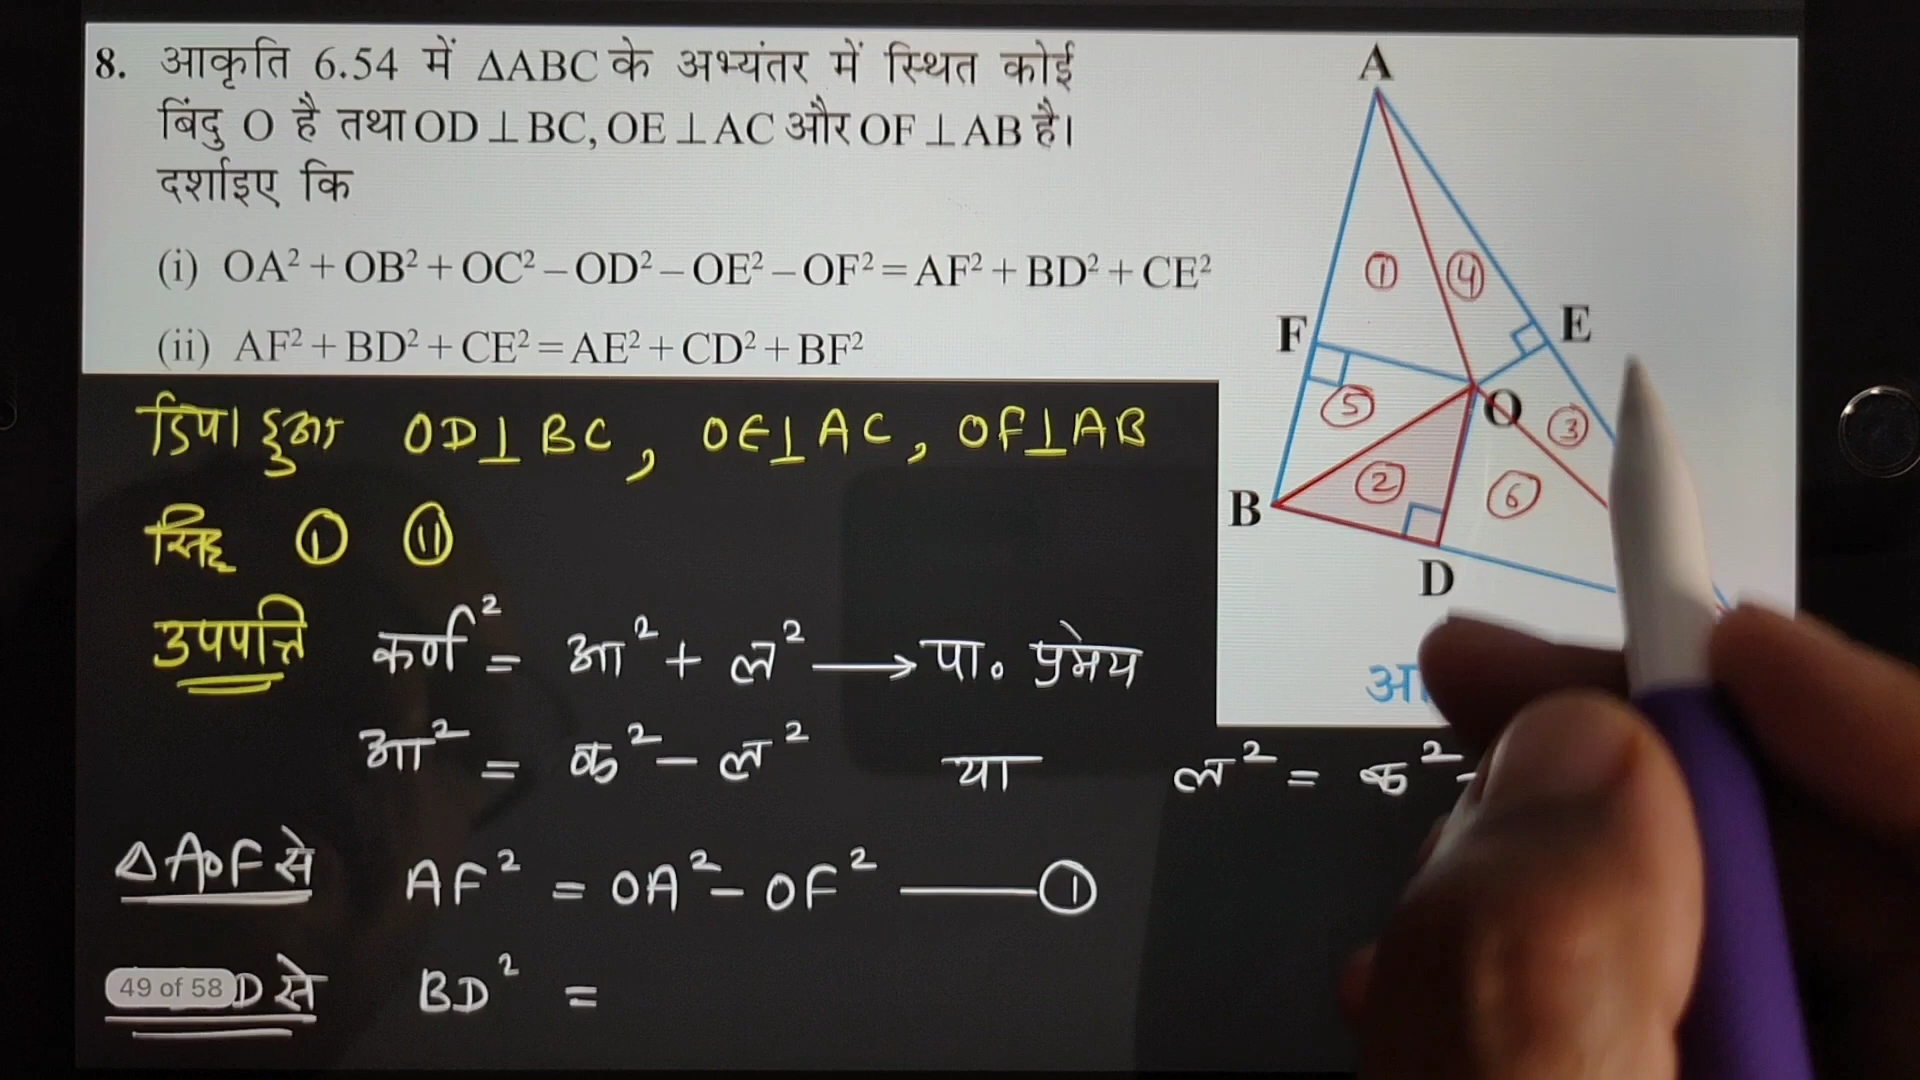 8. आकृति 6.54 में ΔABC के अभ्यंतर में स्थित कोई
बिंदु O है तथा OD ⊥ BC, OE ⊥ AC और OF ⊥ AB है।
दर्शाइए कि
(i) OA² + OB² + OC² – OD² – OE² – OF² = AF² + BD² + CE²
(ii) AF² + BD² + CE² = AE² + CD² + BF²
A
① ④
F E
⑤ O ③
② ⑥
B
D
हुआ OD ⊥ BC, OE ⊥ AC, OF ⊥ AB
① ⑪
उपपत्ति कर्ण² = आ² + ल² → पा. प्रमेय
आ² = क² – ल² या ल² = क² –
Δ AOF से AF² = OA² – OF² — ①
49 of 58 D से BD² =